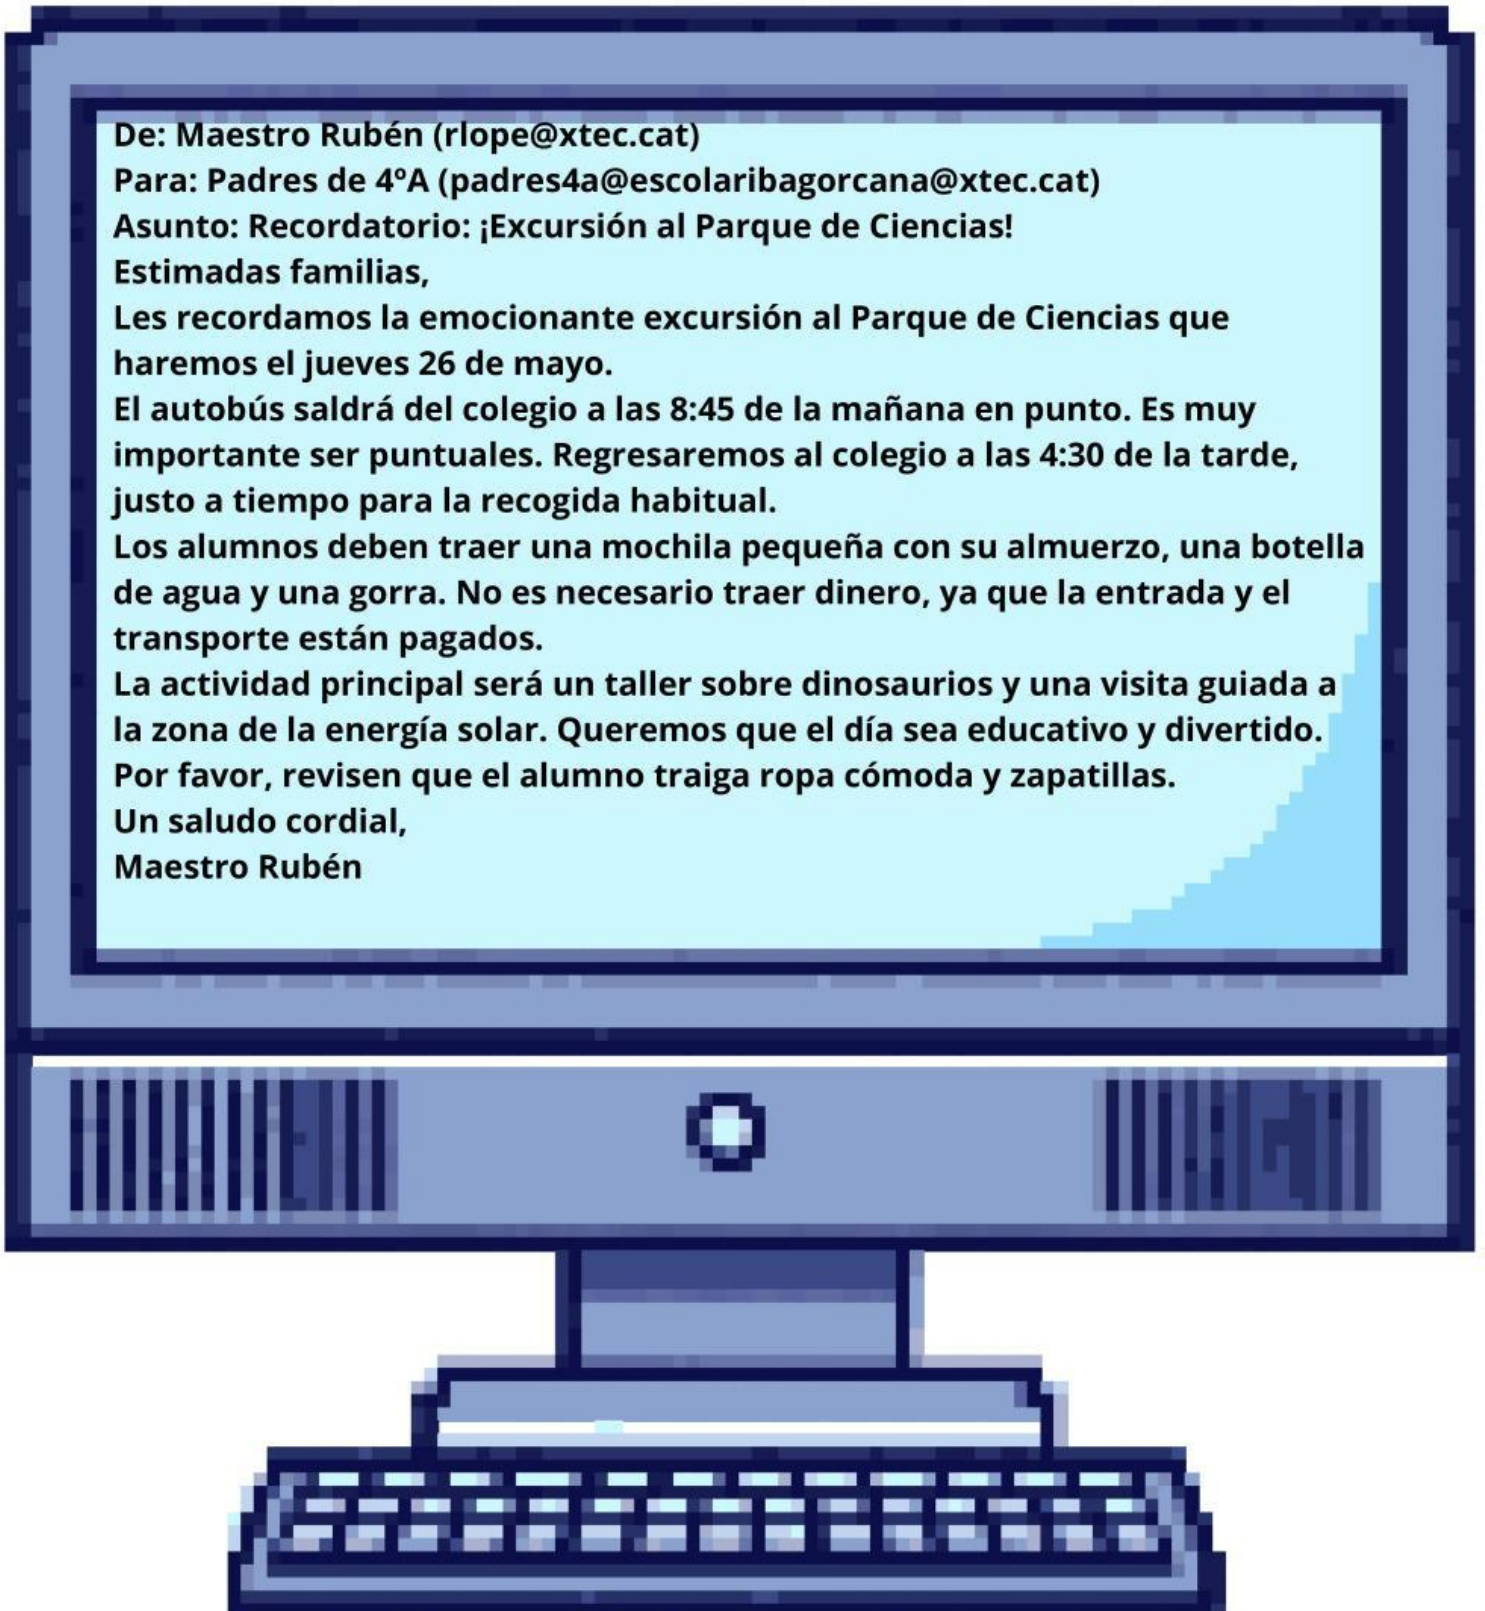 De: Maestro Rubén (rlope@xtec.cat)
Para: Padres de 4ºA (padres4a@escolaribagorcana@xtec.cat)
Asunto: Recordatorio: ¡Excursión al Parque de Ciencias!
Estimadas familias,
Les recordamos la emocionante excursión al Parque de Ciencias que
haremos el jueves 26 de mayo.
El autobús saldrá del colegio a las 8:45 de la mañana en punto. Es muy
importante ser puntuales. Regresaremos al colegio a las 4:30 de la tarde,
justo a tiempo para la recogida habitual.
Los alumnos deben traer una mochila pequeña con su almuerzo, una botella
de agua y una gorra. No es necesario traer dinero, ya que la entrada y el
transporte están pagados.
La actividad principal será un taller sobre dinosaurios y una visita guiada a
la zona de la energía solar. Queremos que el día sea educativo y divertido.
Por favor, revisen que el alumno traiga ropa cómoda y zapatillas.
Un saludo cordial,
Maestro Rubén